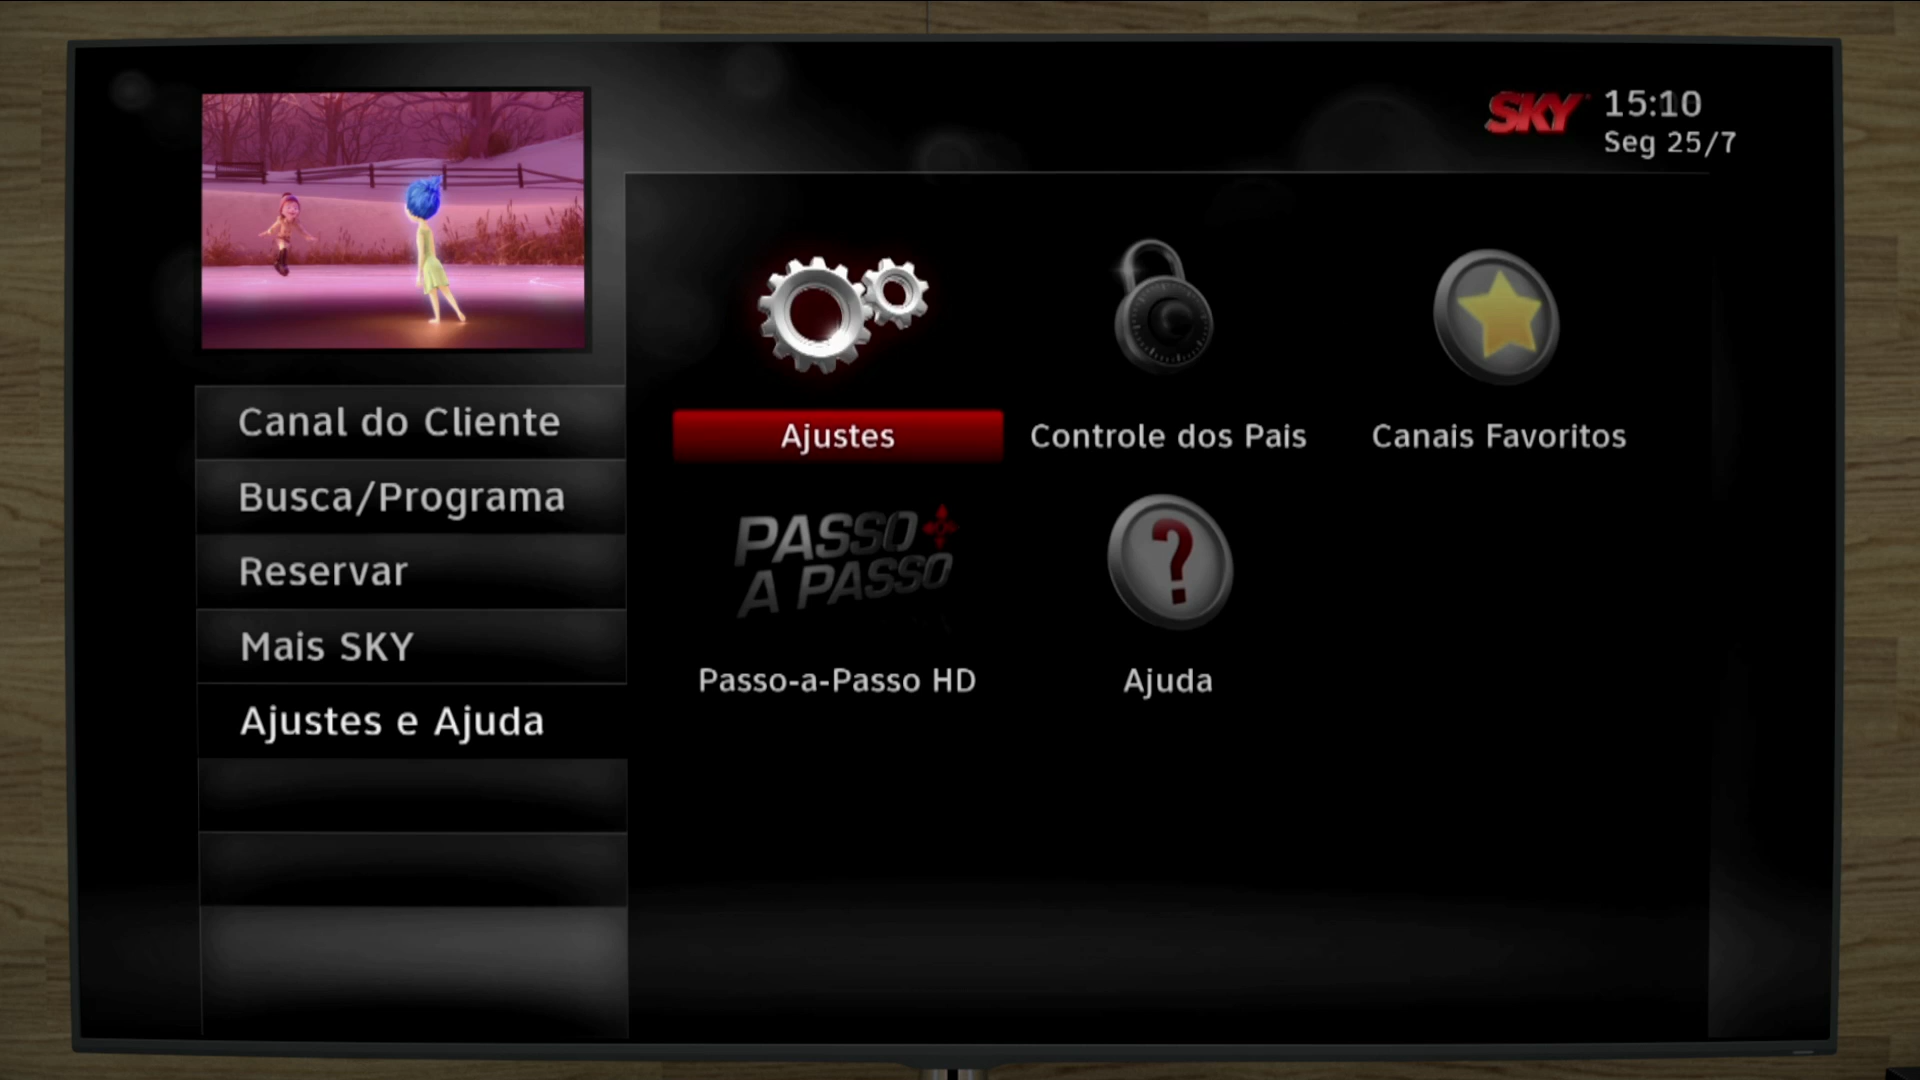 SKY
15:10
Seg 25/7
Canal do Cliente
Busca/Programa
Reservar
Mais SKY
Ajustes e Ajuda
Ajustes
Controle dos Pais
Canais Favoritos
PASSO
A PASSO
?
Passo-a-Passo HD
Ajuda